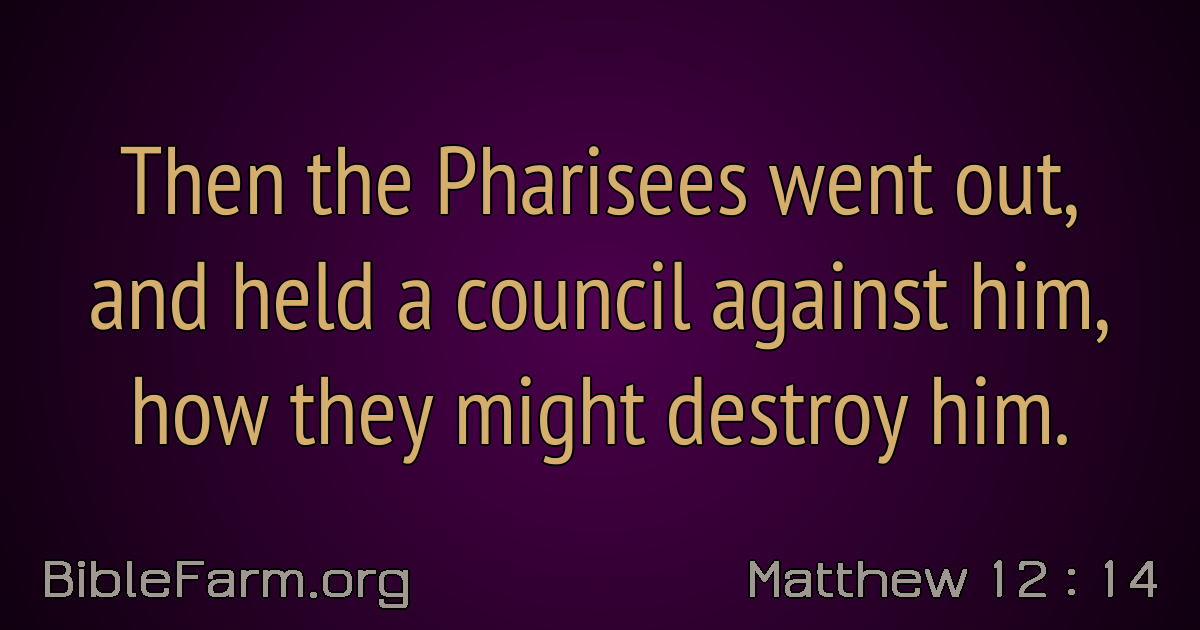 Then the Pharisees went out,
and held a council against him,
how they might destroy him.
BibleFarm.org
Matthew 12 : 14